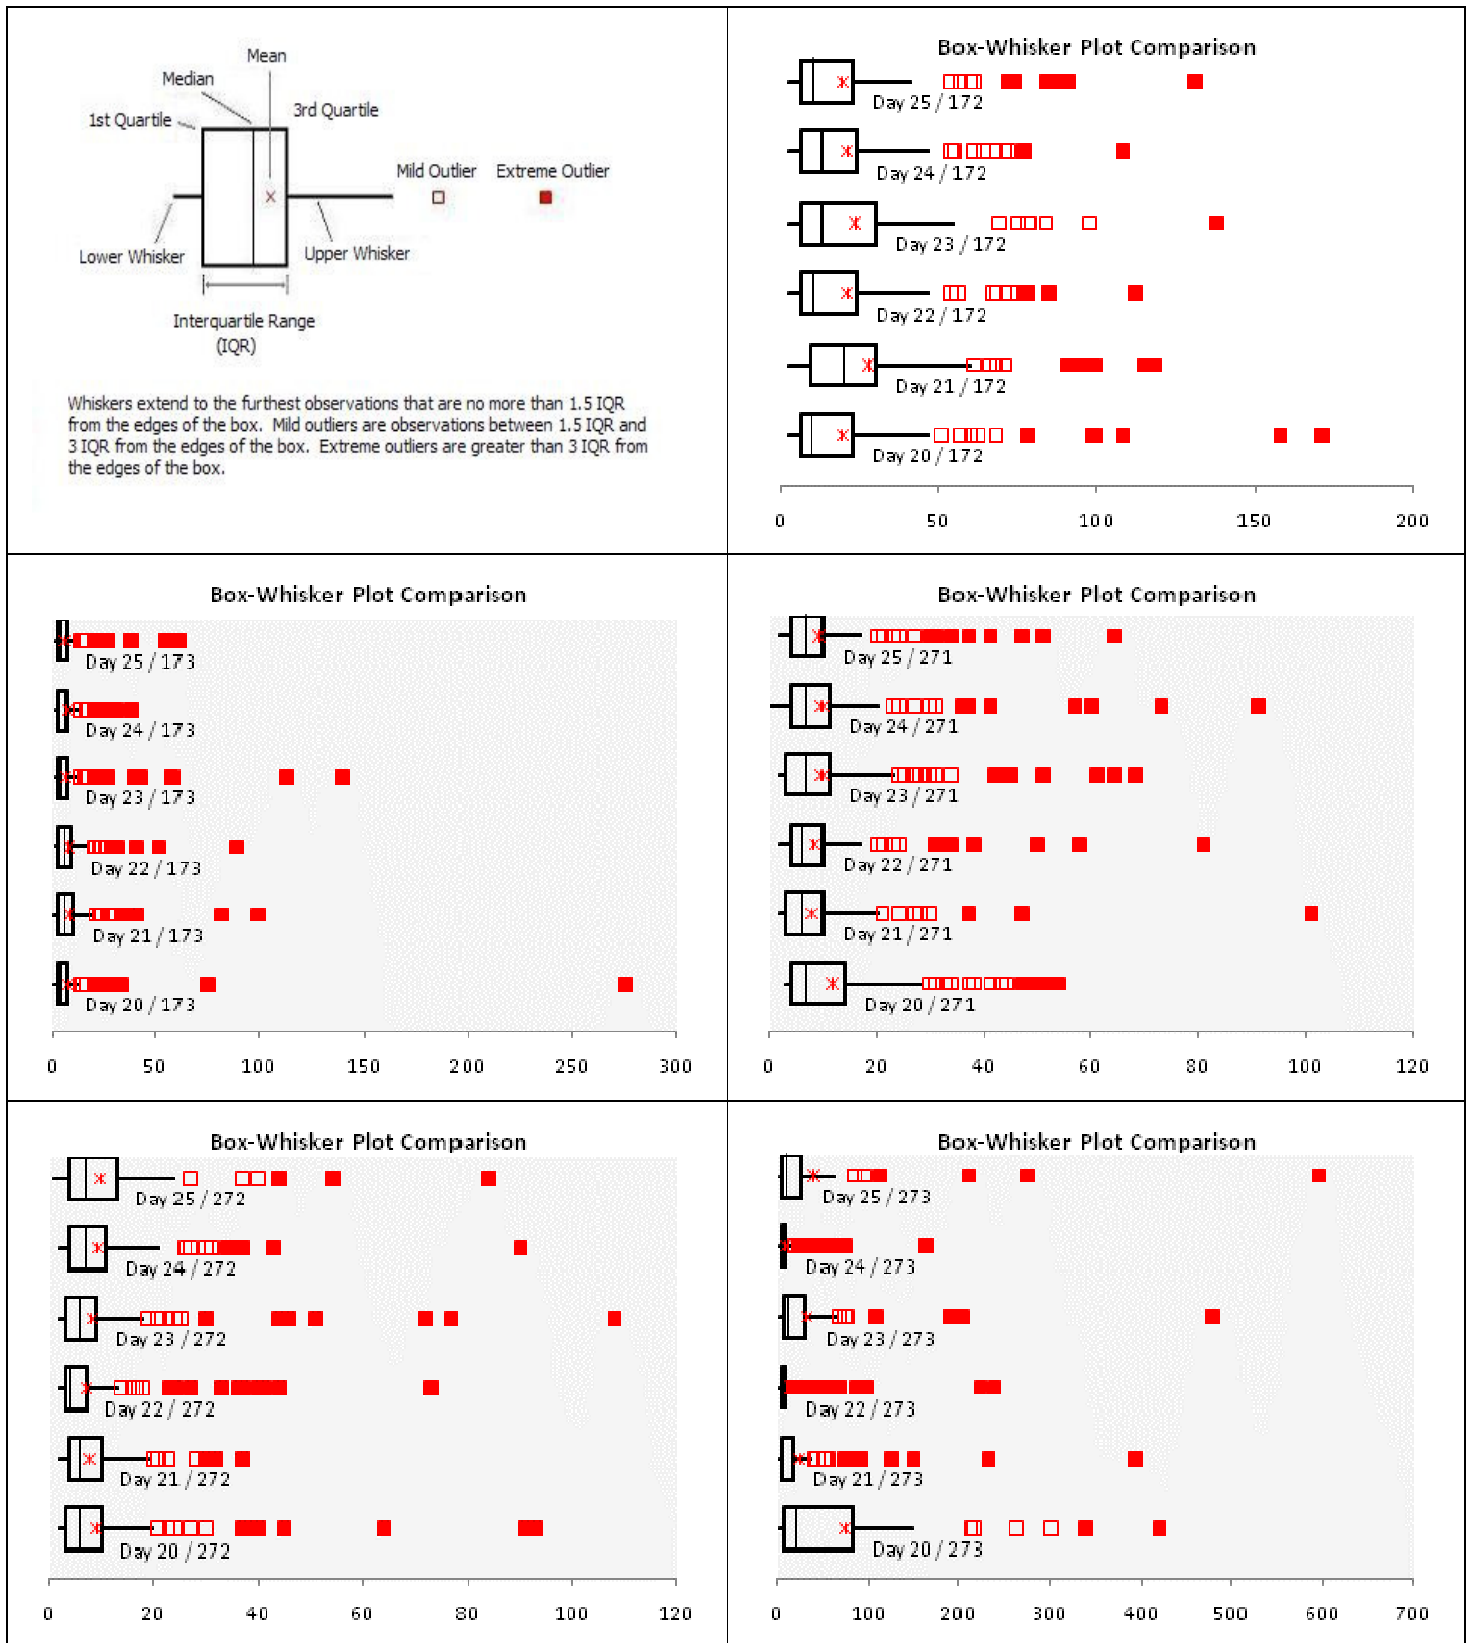 Mean
Median
1st Quartile
3rd Quartile
Mild Outlier
Extreme Outlier
Lower Whisker
Upper Whisker
Interquartile Range
(IQR)
Whiskers extend to the furthest observations that are no more than 1.5 IQR
from the edges of the box. Mild outliers are observations between 1.5 IQR and
3 IQR from the edges of the box. Extreme outliers are greater than 3 IQR from
the edges of the box.
Box-Whisker Plot Comparison
Day 25 / 172
Day 24 / 172
Day 23 / 172
Day 22 / 172
Day 21 / 172
Day 20 / 172
0 50 100 150 200
Box-Whisker Plot Comparison
Day 25 / 173
Day 24 / 173
Day 23 / 173
Day 22 / 173
Day 21 / 173
Day 20 / 173
0 50 100 150 200 250 300
Box-Whisker Plot Comparison
Day 25 / 271
Day 24 / 271
Day 23 / 271
Day 22 / 271
Day 21 / 271
Day 20 / 271
0 20 40 60 80 100 120
Box-Whisker Plot Comparison
Day 25 / 272
Day 24 / 272
Day 23 / 272
Day 22 / 272
Day 21 / 272
Day 20 / 272
0 20 40 60 80 100 120
Box-Whisker Plot Comparison
Day 25 / 273
Day 24 / 273
Day 23 / 273
Day 22 / 273
Day 21 / 273
Day 20 / 273
0 100 200 300 400 500 600 700